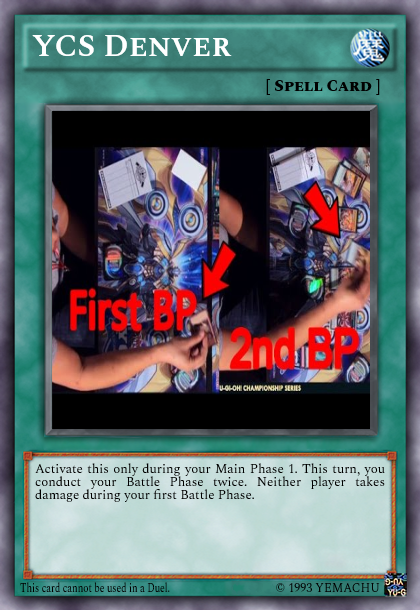 YCS Denver
魔
[ Spell Card ]
First BP
2nd BP
U-GI-OH! CHAMPIONSHIP SERIES
Activate this only during your Main Phase 1. This turn, you
conduct your Battle Phase twice. Neither player takes
damage during your first Battle Phase.
This card cannot be used in a Duel.
© 1993 YEMACHU